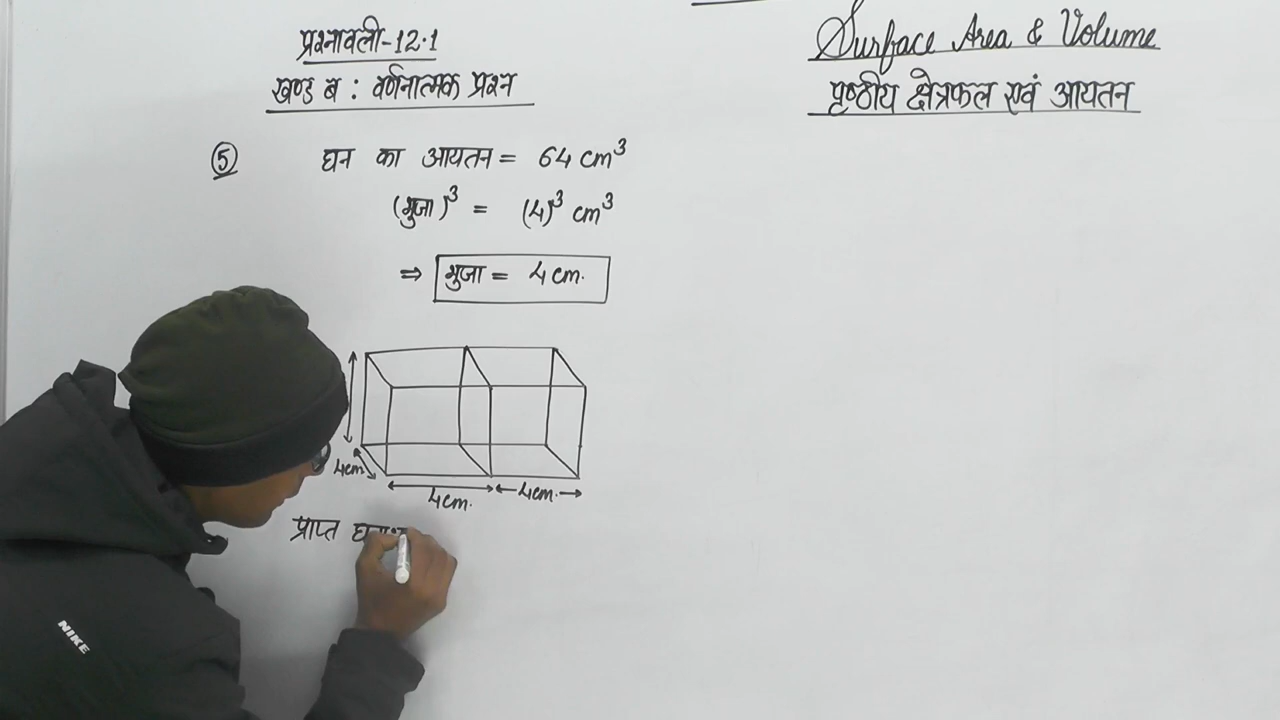 प्रश्नावली-12.1
खण्ड ब : वर्णनात्मक प्रश्न
Surface Area & Volume
पृष्ठीय क्षेत्रफल एवं आयतन
⑤ घन का आयतन = 64 cm³
(भुजा)³ = (4)³ cm³
⇒ भुजा = 4 cm.
4cm
4cm.
4cm.
प्राप्त
NIKE